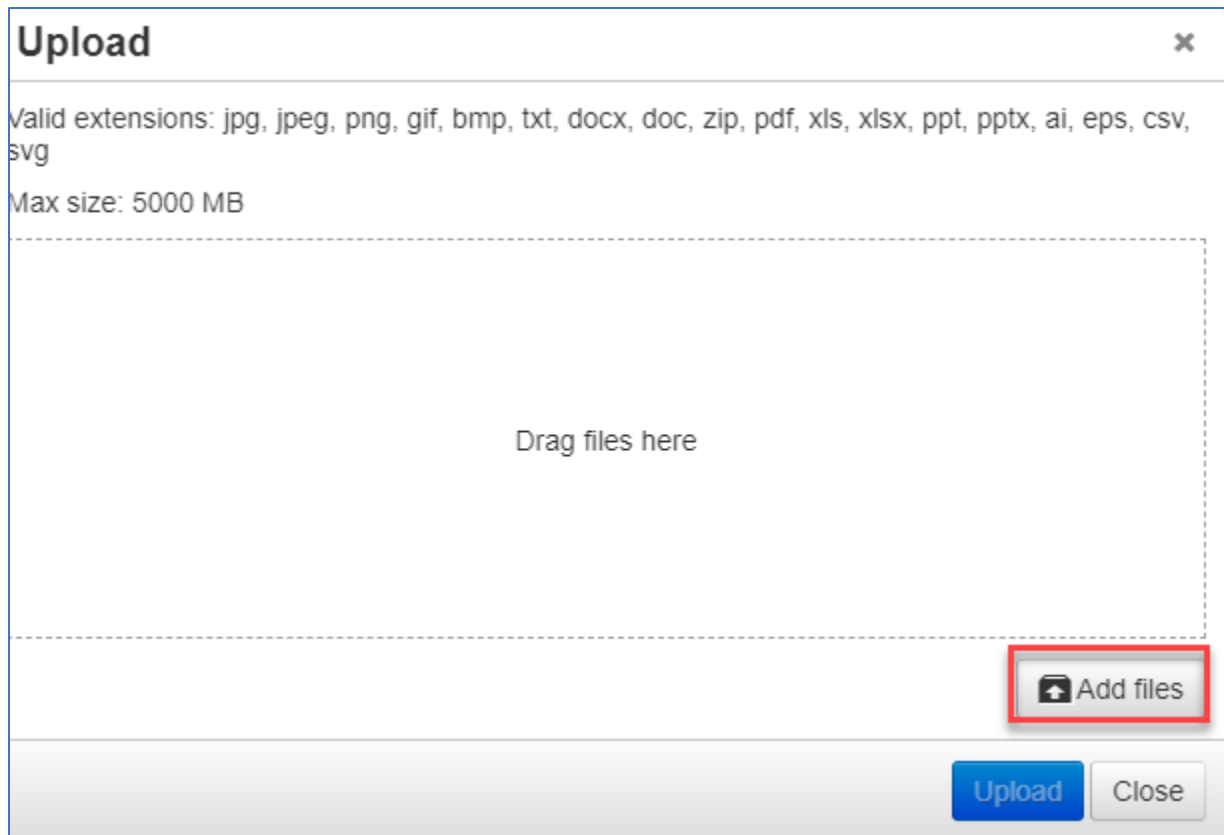 Upload
Valid extensions: jpg, jpeg, png, gif, bmp, txt, docx, doc, zip, pdf, xls, xlsx, ppt, pptx, ai, eps, csv,
svg
Max size: 5000 MB
Drag files here
Add files
Upload Close